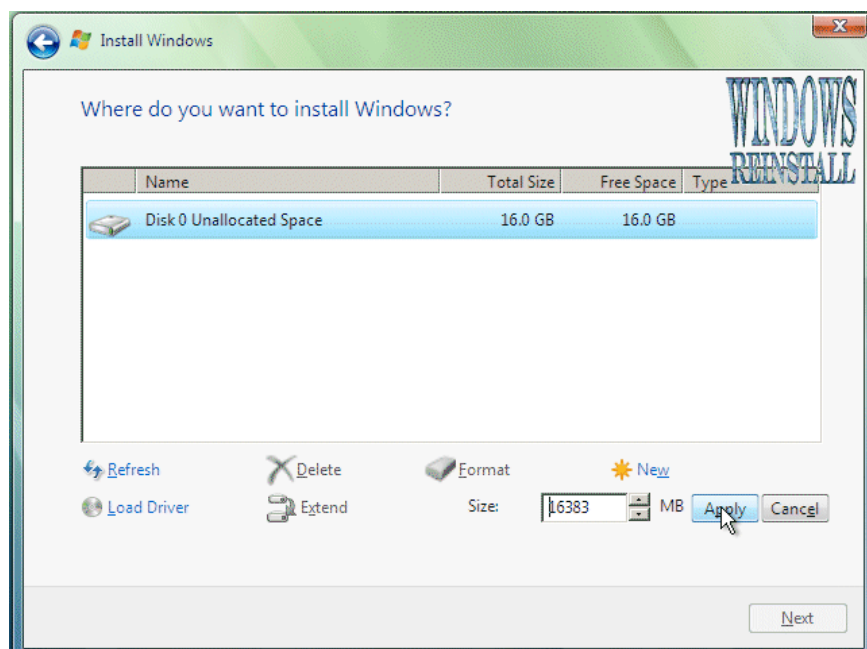 Install Windows
Where do you want to install Windows?
WINDOWS
REINSTALL
Name Total Size Free Space Type
Disk 0 Unallocated Space 16.0 GB 16.0 GB
Refresh Delete Format New
Load Driver Extend Size: 16383 MB Apply Cancel
Next